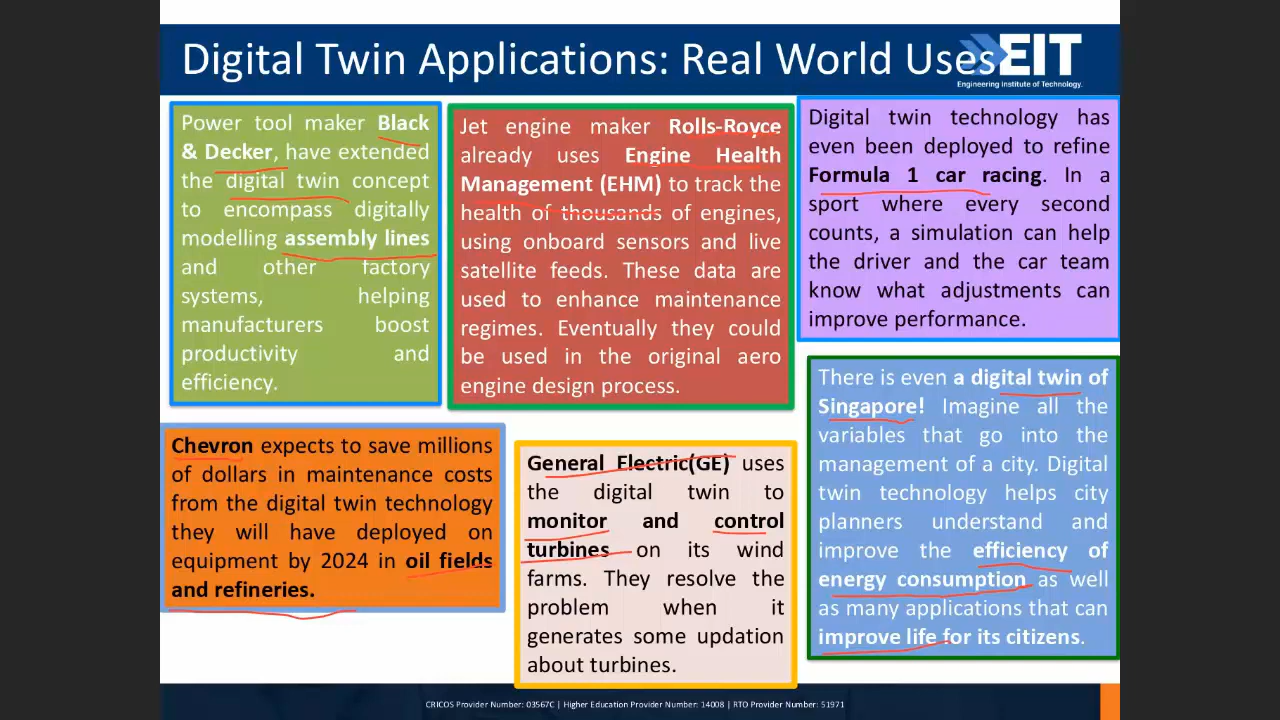 Digital Twin Applications: Real World Uses
EIT
Engineering Institute of Technology.
Power tool maker Black
& Decker, have extended
the digital twin concept
to encompass digitally
modelling assembly lines
and other factory
systems, helping
manufacturers boost
productivity and
efficiency.
Jet engine maker Rolls-Royce
already uses Engine Health
Management (EHM) to track the
health of thousands of engines,
using onboard sensors and live
satellite feeds. These data are
used to enhance maintenance
regimes. Eventually they could
be used in the original aero
engine design process.
Digital twin technology has
even been deployed to refine
Formula 1 car racing. In a
sport where every second
counts, a simulation can help
the driver and the car team
know what adjustments can
improve performance.
Chevron expects to save millions
of dollars in maintenance costs
from the digital twin technology
they will have deployed on
equipment by 2024 in oil fields
and refineries.
General Electric(GE) uses
the digital twin to
monitor and control
turbines on its wind
farms. They resolve the
problem when it
generates some updation
about turbines.
There is even a digital twin of
Singapore! Imagine all the
variables that go into the
management of a city. Digital
twin technology helps city
planners understand and
improve the efficiency of
energy consumption as well
as many applications that can
improve life for its citizens.
CRICOS Provider Number: 03567C | Higher Education Provider Number: 14008 | RTO Provider Number: 51971